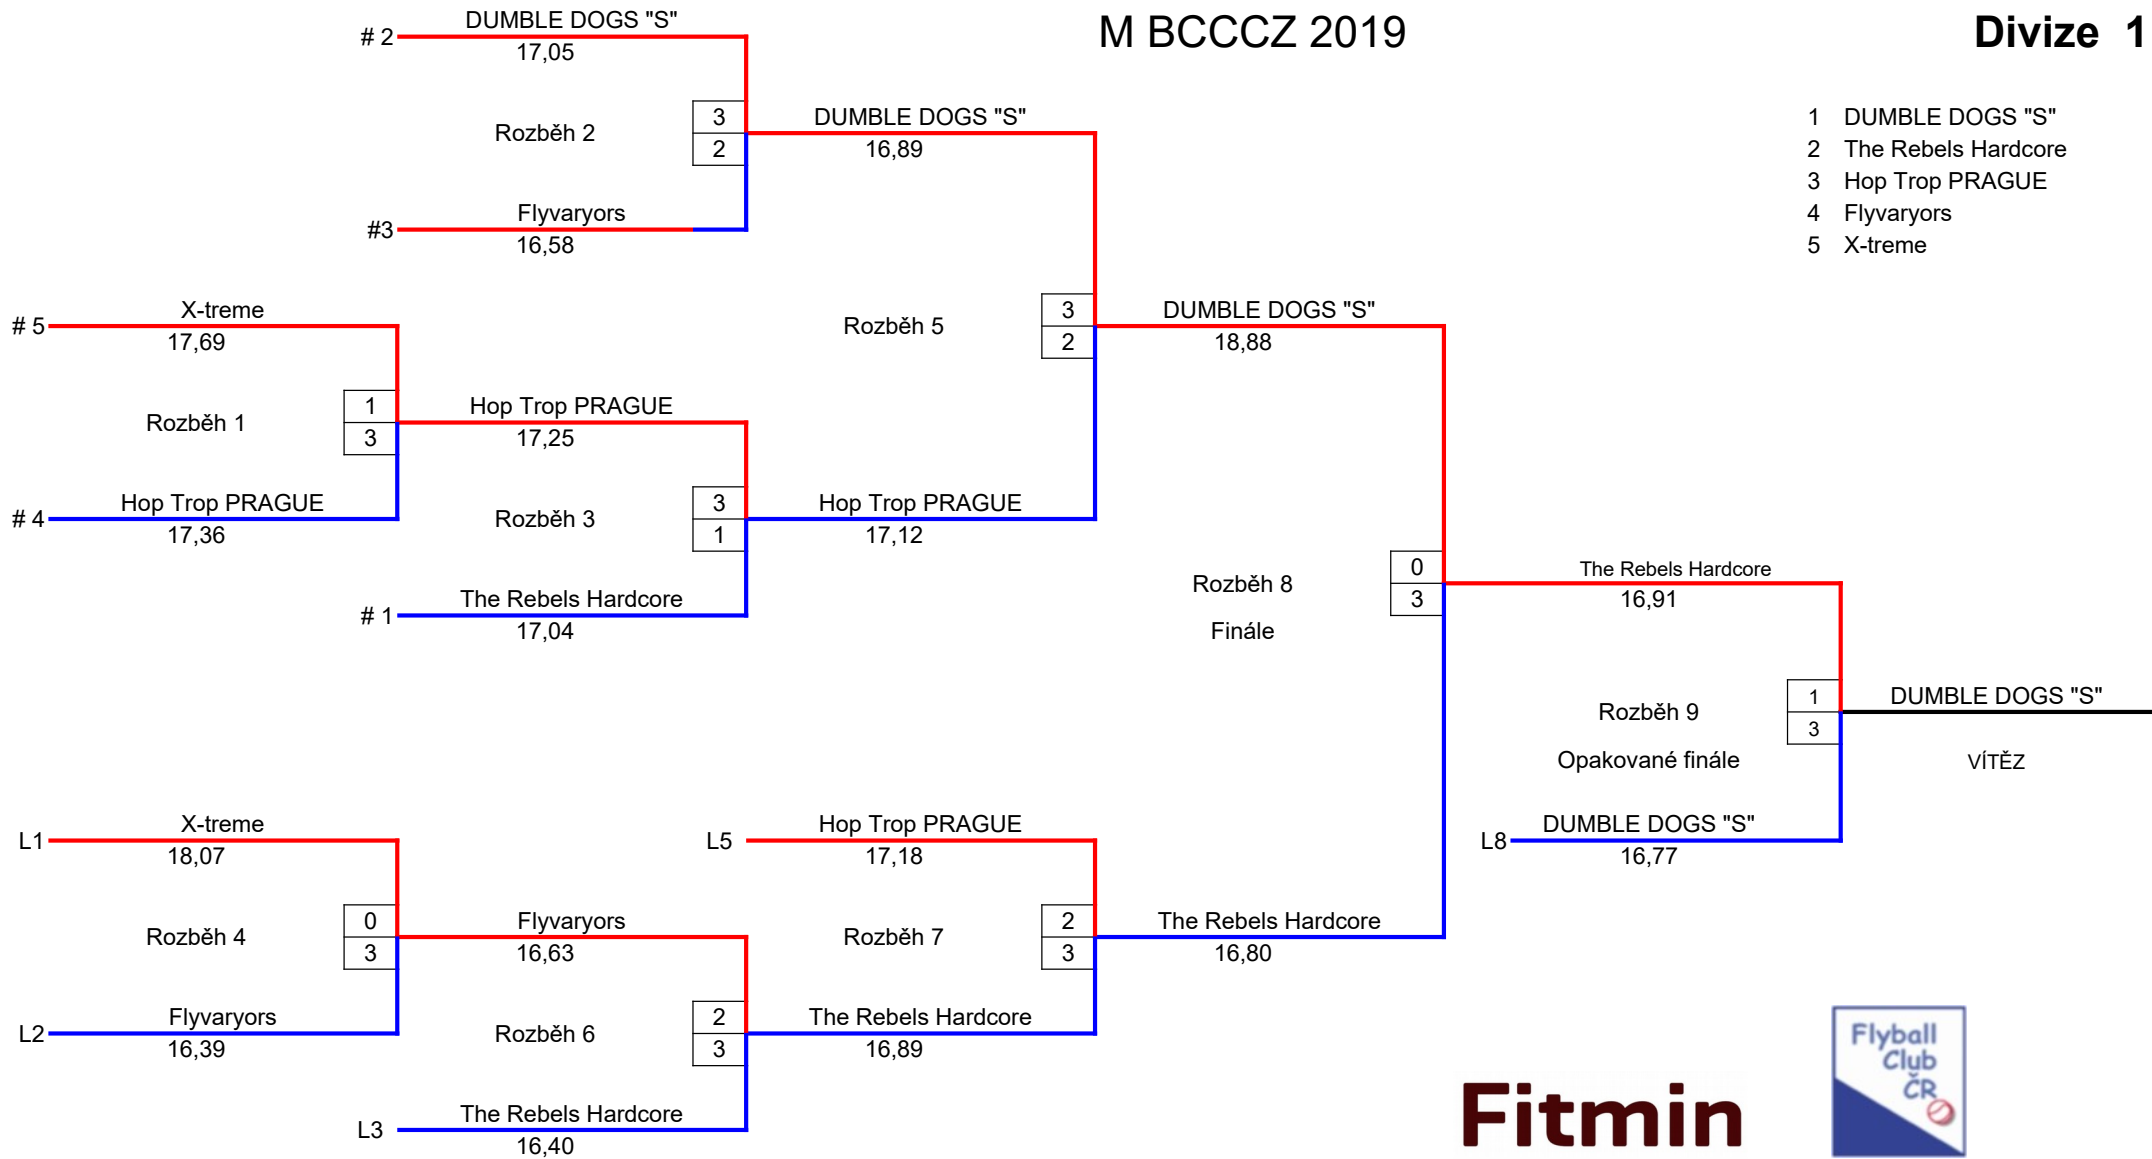 M BCCCZ 2019
Divize 1
1 DUMBLE DOGS "S"
2 The Rebels Hardcore
3 Hop Trop PRAGUE
4 Flyvaryors
5 X-treme
# 2
DUMBLE DOGS "S"
17,05
Rozběh 2
3
2
#3
Flyvaryors
16,58
# 5
X-treme
17,69
Rozběh 1
1
3
# 4
Hop Trop PRAGUE
17,36
Hop Trop PRAGUE
17,25
Rozběh 3
3
1
# 1
The Rebels Hardcore
17,04
DUMBLE DOGS "S"
16,89
Rozběh 5
3
2
Hop Trop PRAGUE
17,12
DUMBLE DOGS "S"
18,88
Rozběh 8
Finále
0
3
The Rebels Hardcore
16,91
Rozběh 9
Opakované finále
1
3
L8
DUMBLE DOGS "S"
16,77
DUMBLE DOGS "S"
VÍTĚZ
L1
X-treme
18,07
Rozběh 4
0
3
L2
Flyvaryors
16,39
Flyvaryors
16,63
Rozběh 6
2
3
L3
The Rebels Hardcore
16,40
L5
Hop Trop PRAGUE
17,18
Rozběh 7
2
3
The Rebels Hardcore
16,89
The Rebels Hardcore
16,80
Fitmin
Flyball
Club
ČR